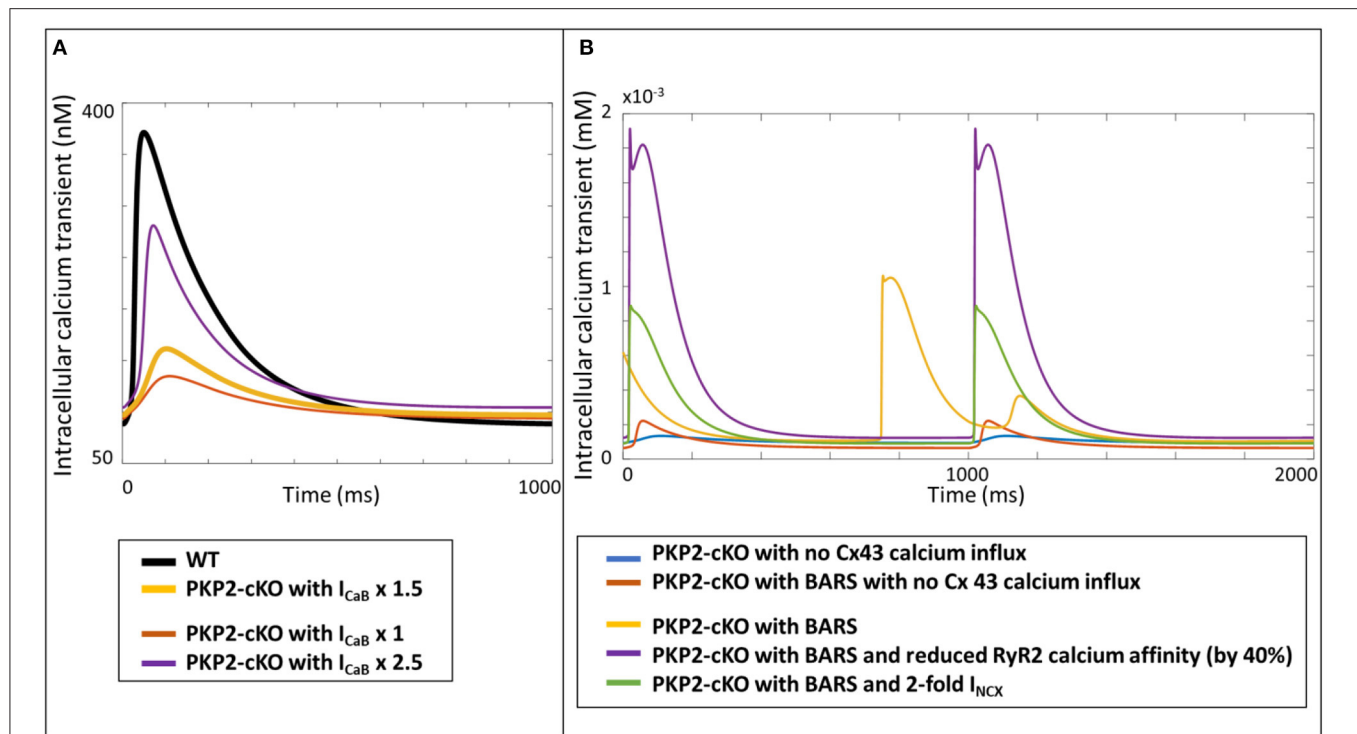 A
Intracellular calcium transient (nM)
400
50
0
1000
Time (ms)
WT
PKP2-cKO with I_CaB x 1.5
PKP2-cKO with I_CaB x 1
PKP2-cKO with I_CaB x 2.5
B
x10⁻³
Intracellular calcium transient (mM)
2
1
0
0
1000
2000
Time (ms)
PKP2-cKO with no Cx43 calcium influx
PKP2-cKO with BARS with no Cx 43 calcium influx
PKP2-cKO with BARS
PKP2-cKO with BARS and reduced RyR2 calcium affinity (by 40%)
PKP2-cKO with BARS and 2-fold I_NCX